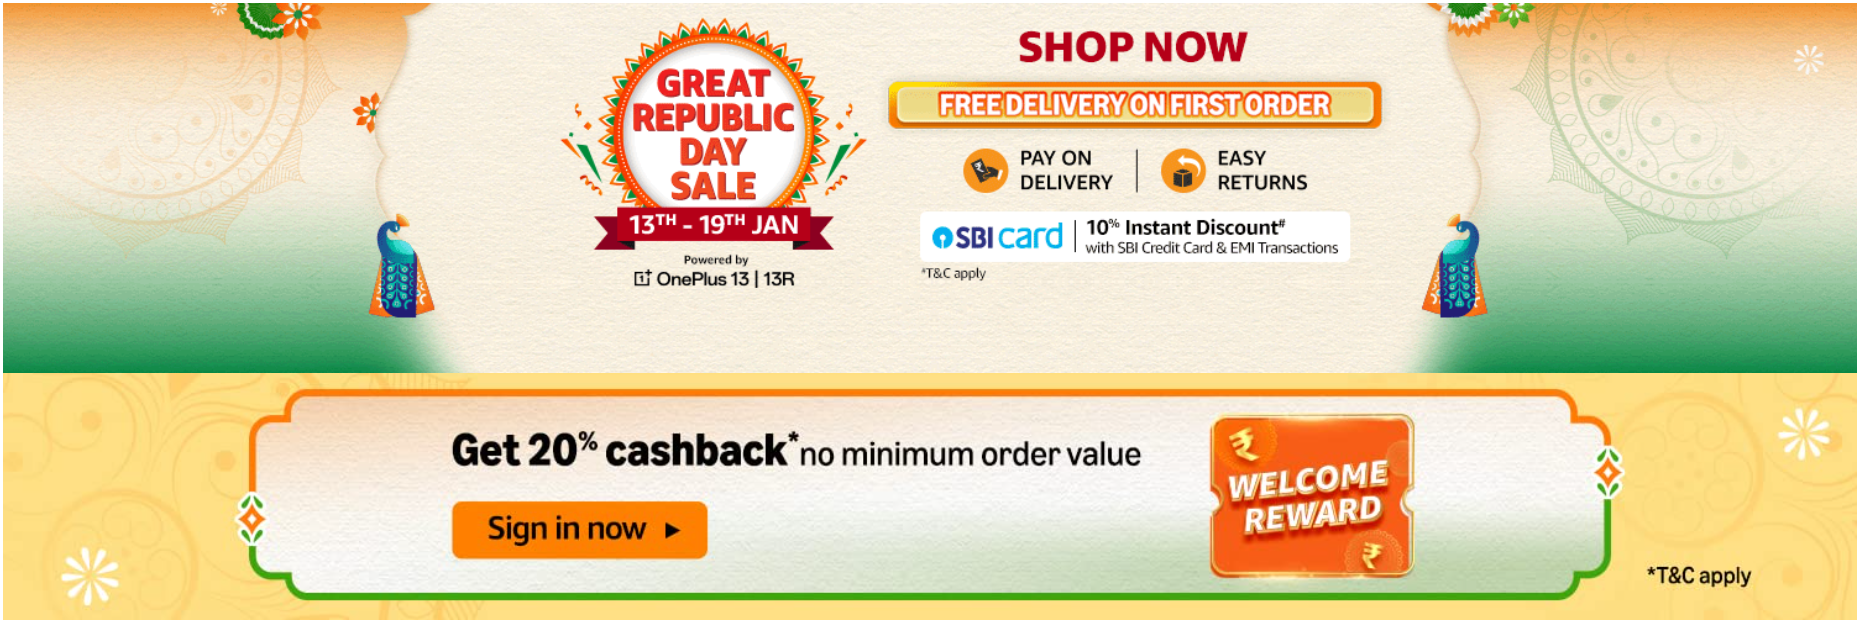 GREAT
REPUBLIC
DAY
SALE
13TH - 19TH JAN
Powered by
1+ OnePlus 13 | 13R
SHOP NOW
FREE DELIVERY ON FIRST ORDER
PAY ON
DELIVERY
EASY
RETURNS
SBI card
10% Instant Discount#
with SBI Credit Card & EMI Transactions
*T&C apply
Get 20% cashback* no minimum order value
Sign in now
₹
WELCOME
REWARD
₹
*T&C apply